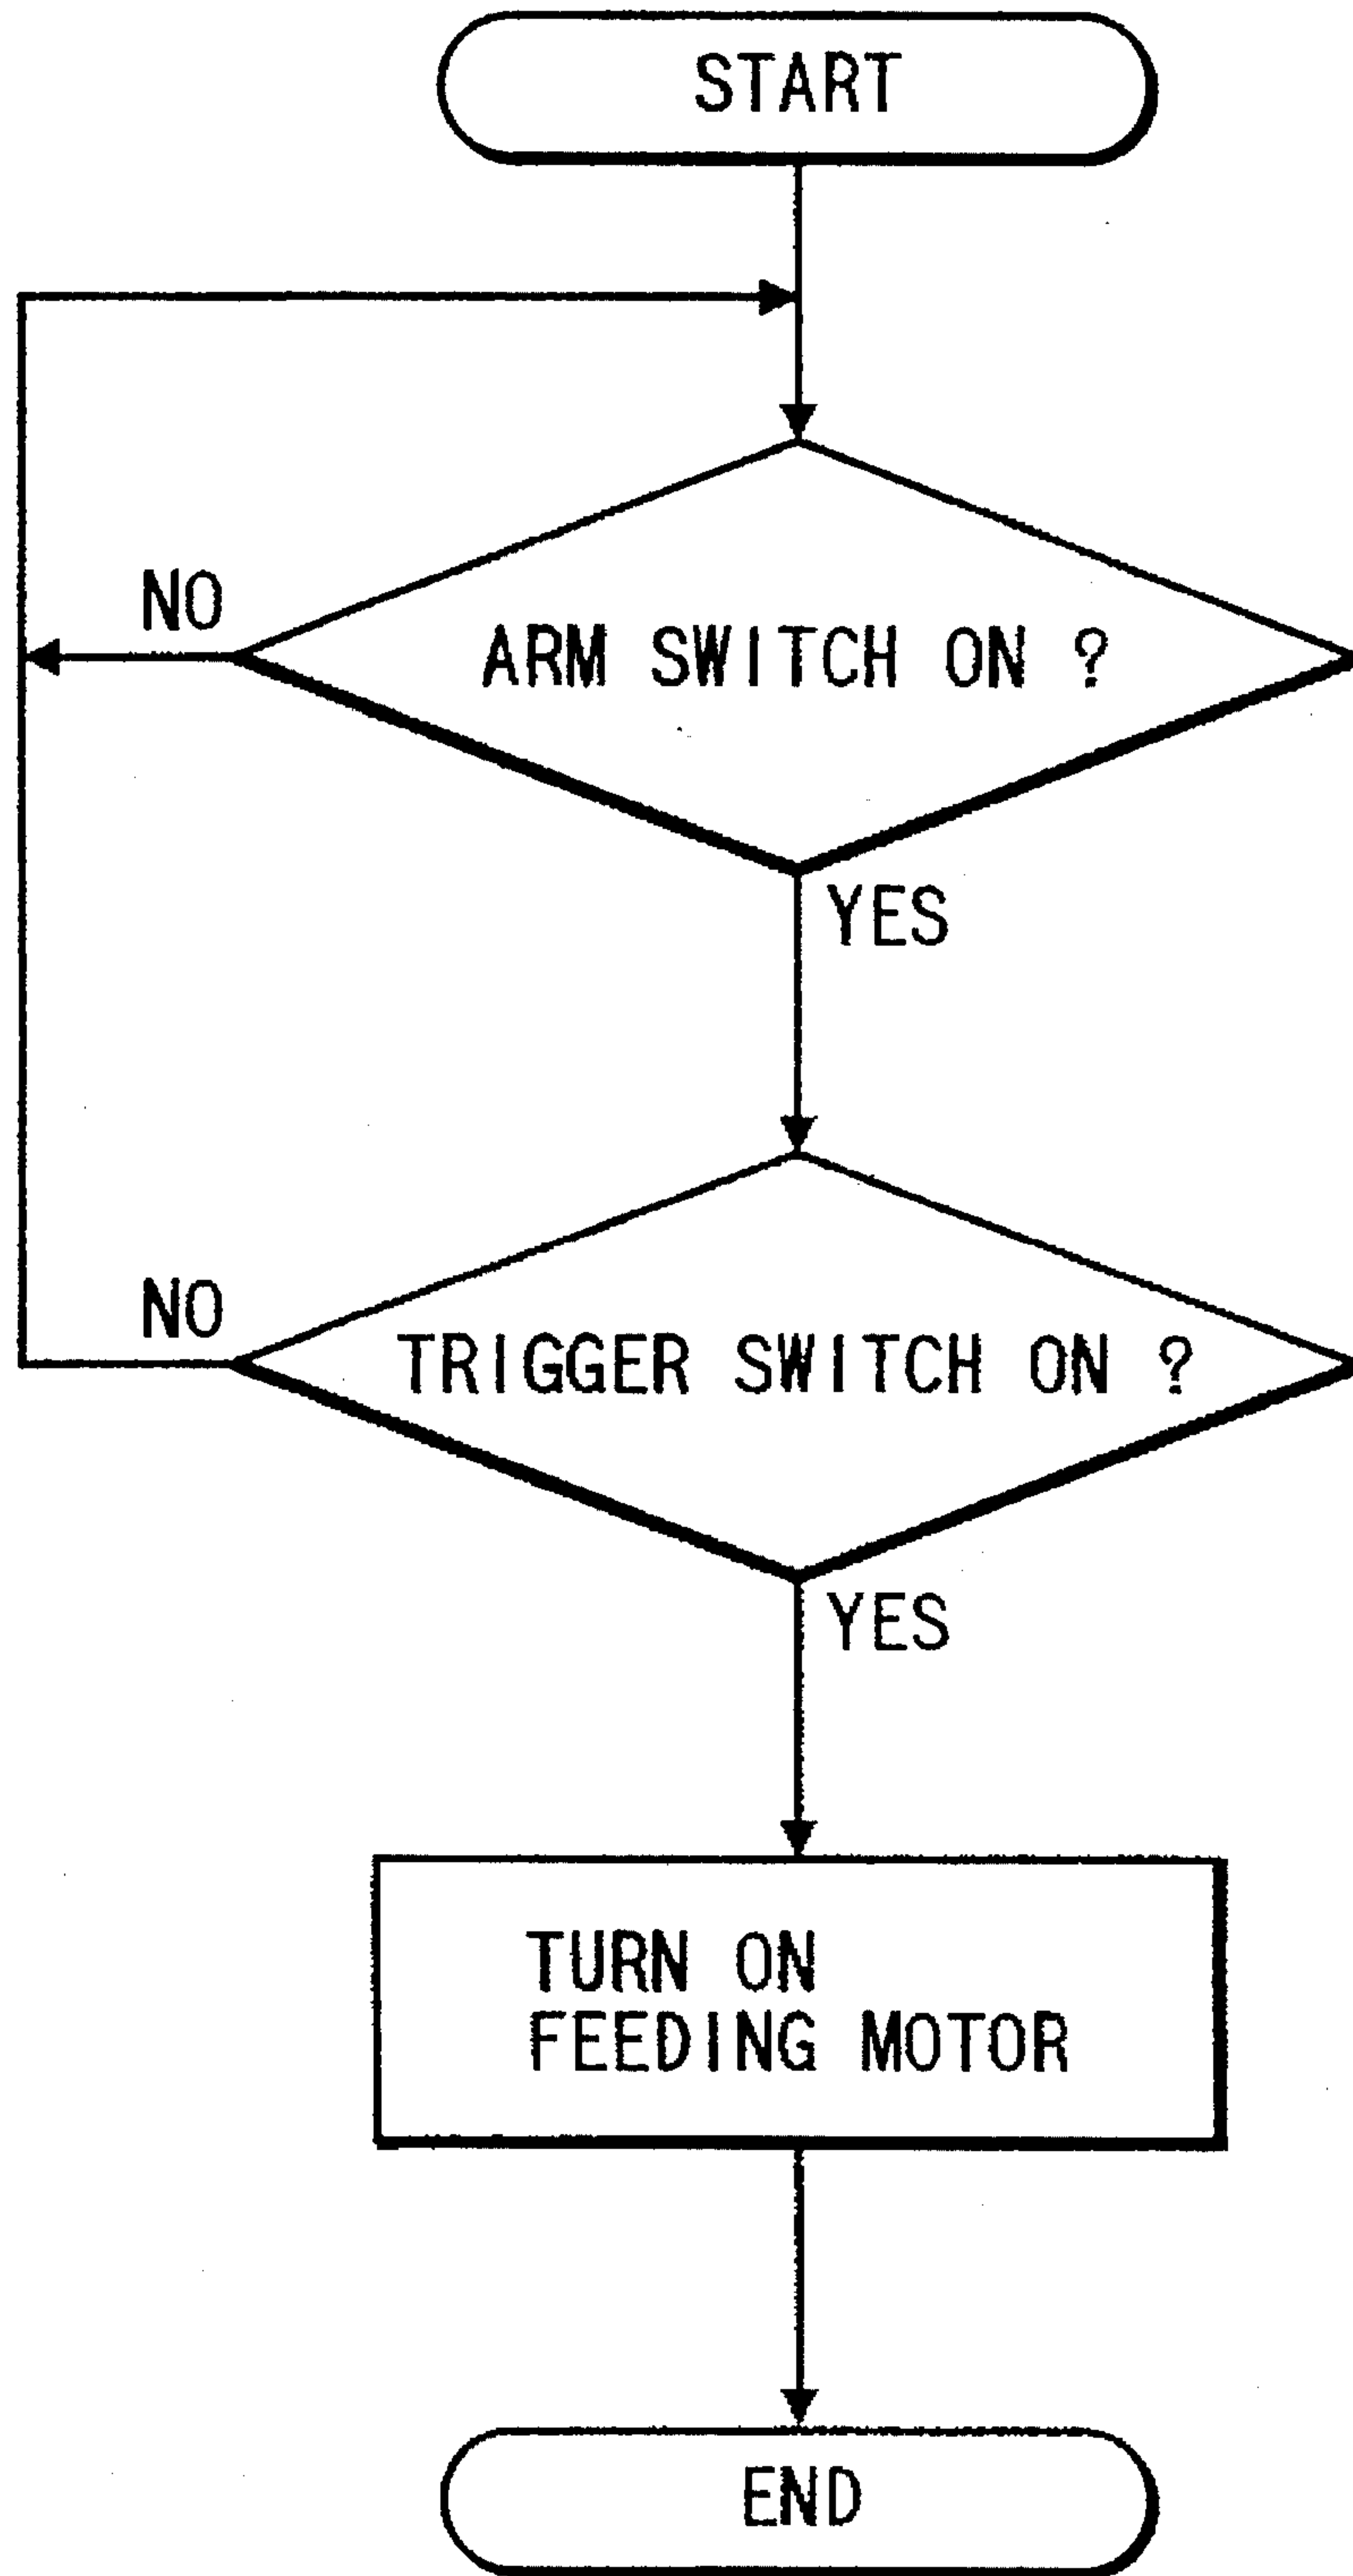 START
NO
ARM SWITCH ON ?
YES
NO
TRIGGER SWITCH ON ?
YES
TURN ON
FEEDING MOTOR
END